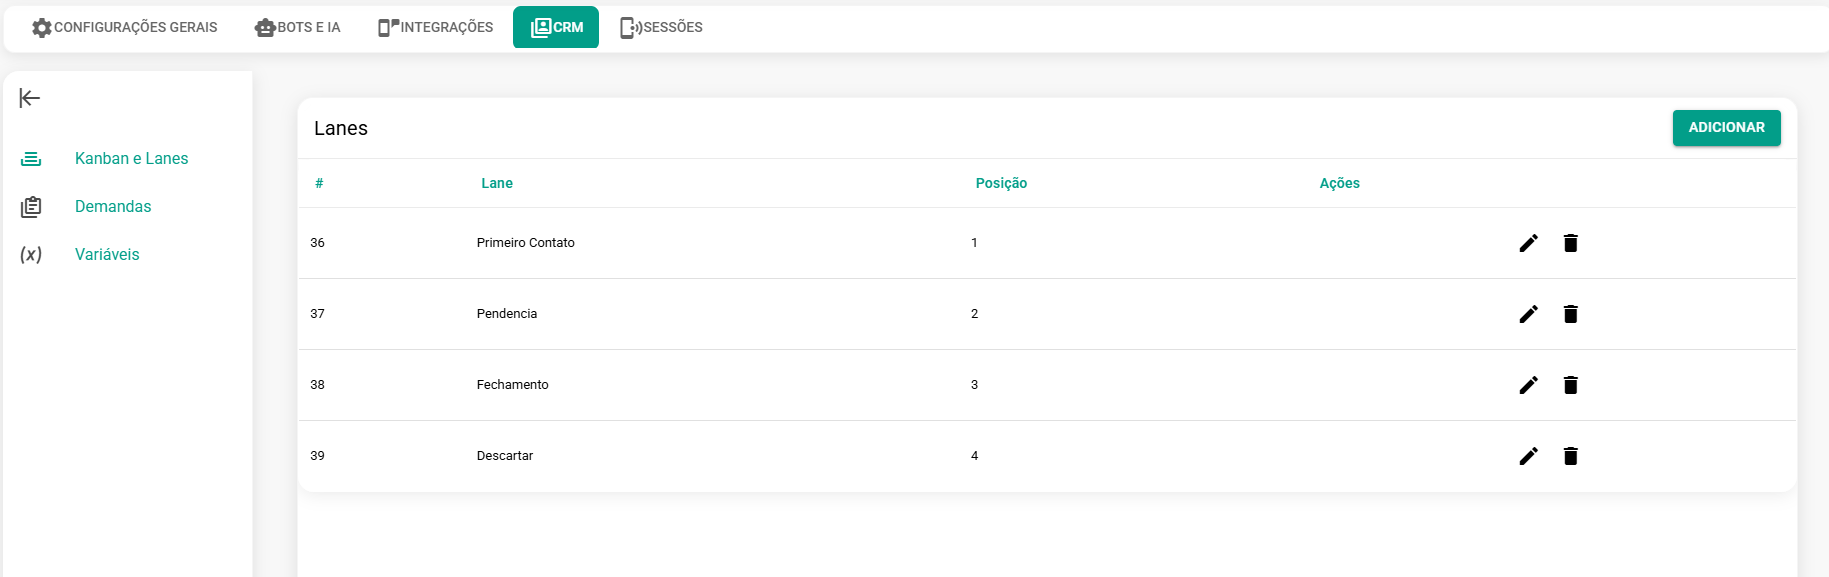 CONFIGURAÇÕES GERAIS BOTS E IA INTEGRAÇÕES CRM SESSÕES
Kanban e Lanes
Demandas
(x) Variáveis
Lanes ADICIONAR
# Lane Posição Ações
36 Primeiro Contato 1
37 Pendencia 2
38 Fechamento 3
39 Descartar 4